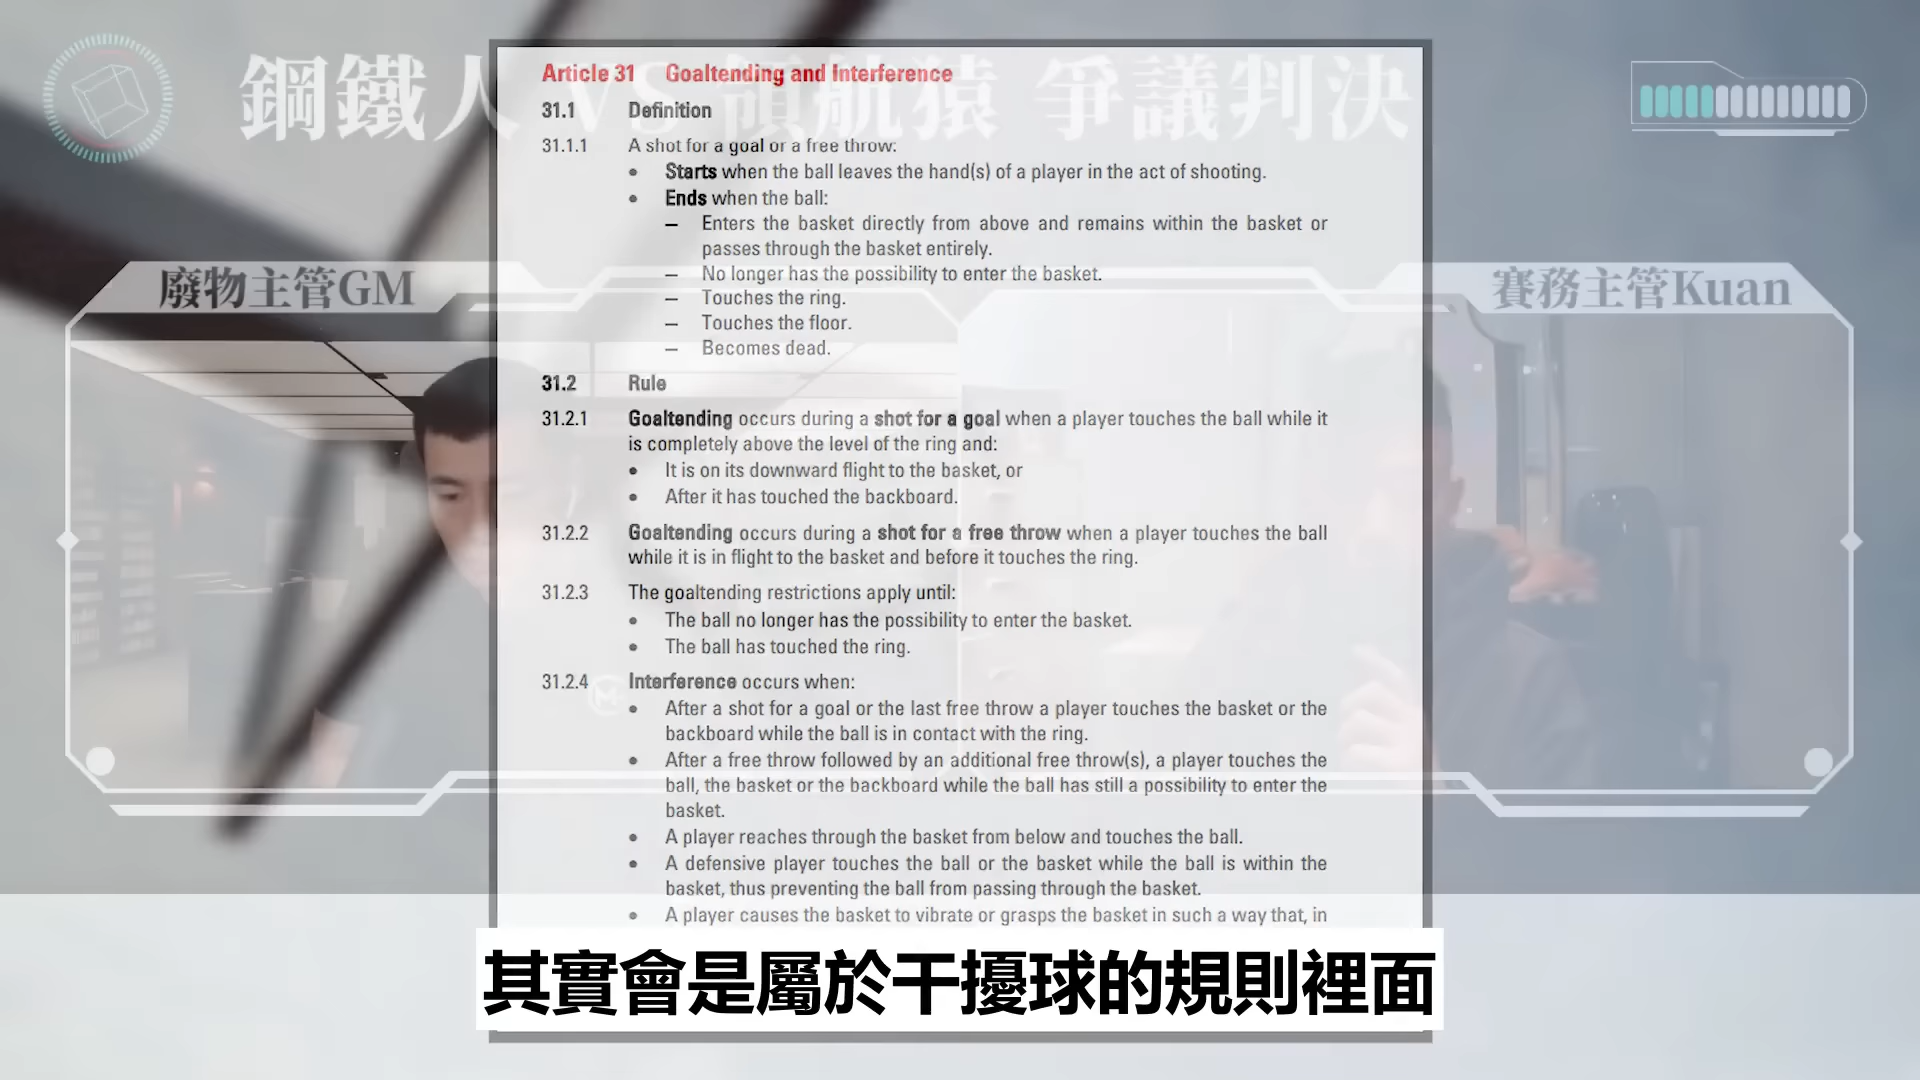 鋼鐵人 VS 領航猿 爭議判決
廢物主管GM
賽務主管Kuan
Article 31 Goaltending and Interference
31.1 Definition
31.1.1 A shot for a goal or a free throw:
• Starts when the ball leaves the hand(s) of a player in the act of shooting.
• Ends when the ball:
– Enters the basket directly from above and remains within the basket or
passes through the basket entirely.
– No longer has the possibility to enter the basket.
– Touches the ring.
– Touches the floor.
– Becomes dead.
31.2 Rule
31.2.1 Goaltending occurs during a shot for a goal when a player touches the ball while it
is completely above the level of the ring and:
• It is on its downward flight to the basket, or
• After it has touched the backboard.
31.2.2 Goaltending occurs during a shot for a free throw when a player touches the ball
while it is in flight to the basket and before it touches the ring.
31.2.3 The goaltending restrictions apply until:
• The ball no longer has the possibility to enter the basket.
• The ball has touched the ring.
31.2.4 Interference occurs when:
• After a shot for a goal or the last free throw a player touches the basket or the
backboard while the ball is in contact with the ring.
• After a free throw followed by an additional free throw(s), a player touches the
ball, the basket or the backboard while the ball has still a possibility to enter the
basket.
• A player reaches through the basket from below and touches the ball.
• A defensive player touches the ball or the basket while the ball is within the
basket, thus preventing the ball from passing through the basket.
• A player causes the basket to vibrate or grasps the basket in such a way that, in
其實會是屬於干擾球的規則裡面